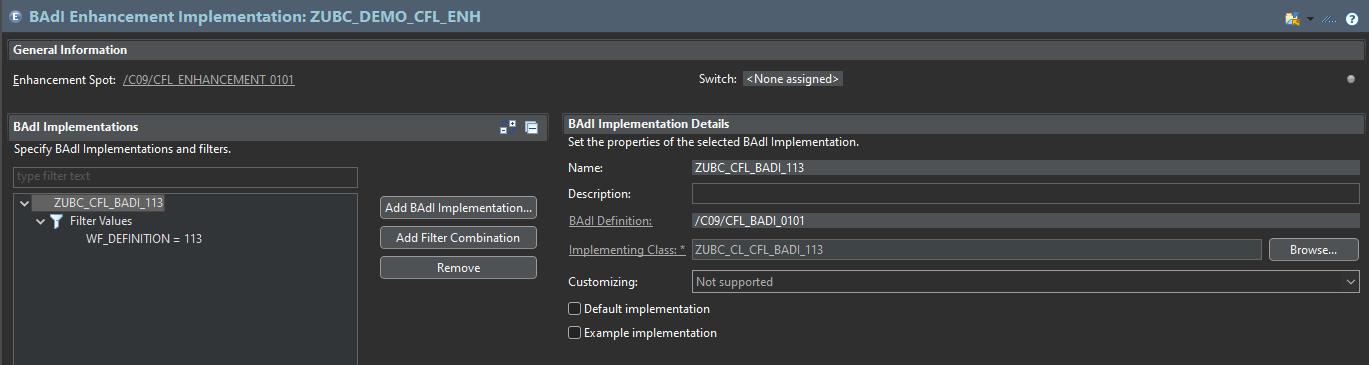 BAdI Enhancement Implementation: ZUBC_DEMO_CFL_ENH
General Information
Enhancement Spot: /C09/CFL_ENHANCEMENT_0101
Switch: <None assigned>
BAdI Implementations
Specify BAdI Implementations and filters.
type filter text
ZUBC_CFL_BADI_113
Filter Values
WF_DEFINITION = 113
Add BAdI Implementation...
Add Filter Combination
Remove
BAdI Implementation Details
Set the properties of the selected BAdI Implementation.
Name: ZUBC_CFL_BADI_113
Description:
BAdI Definition: /C09/CFL_BADI_0101
Implementing Class: * ZUBC_CL_CFL_BADI_113 Browse...
Customizing: Not supported
Default implementation
Example implementation